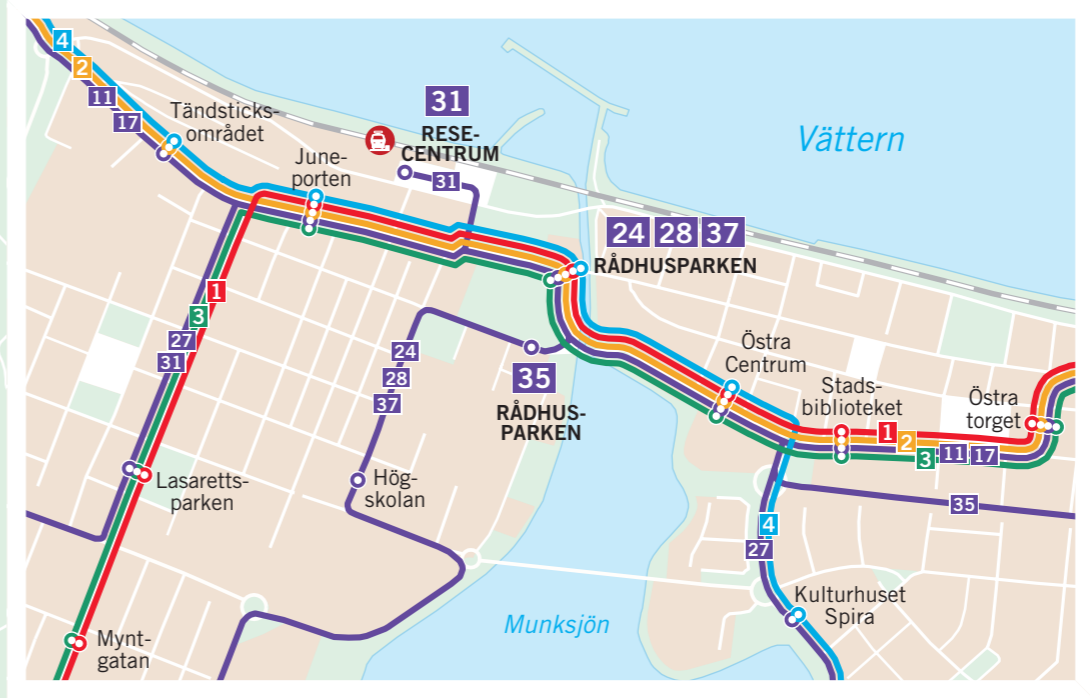 4
2
11
17
Tändsticks-
området
June-
porten
31
RESE-
CENTRUM
31
Vättern
24 28 37
RÅDHUSPARKEN
1
3
27
31
24
28
37
35
RÅDHUS-
PARKEN
Östra
Centrum
Stads-
biblioteket
Östra
torget
1
2
3
11
17
35
Lasaretts-
parken
Hög-
skolan
4
27
Kulturhuset
Spira
Munksjön
Mynt-
gatan